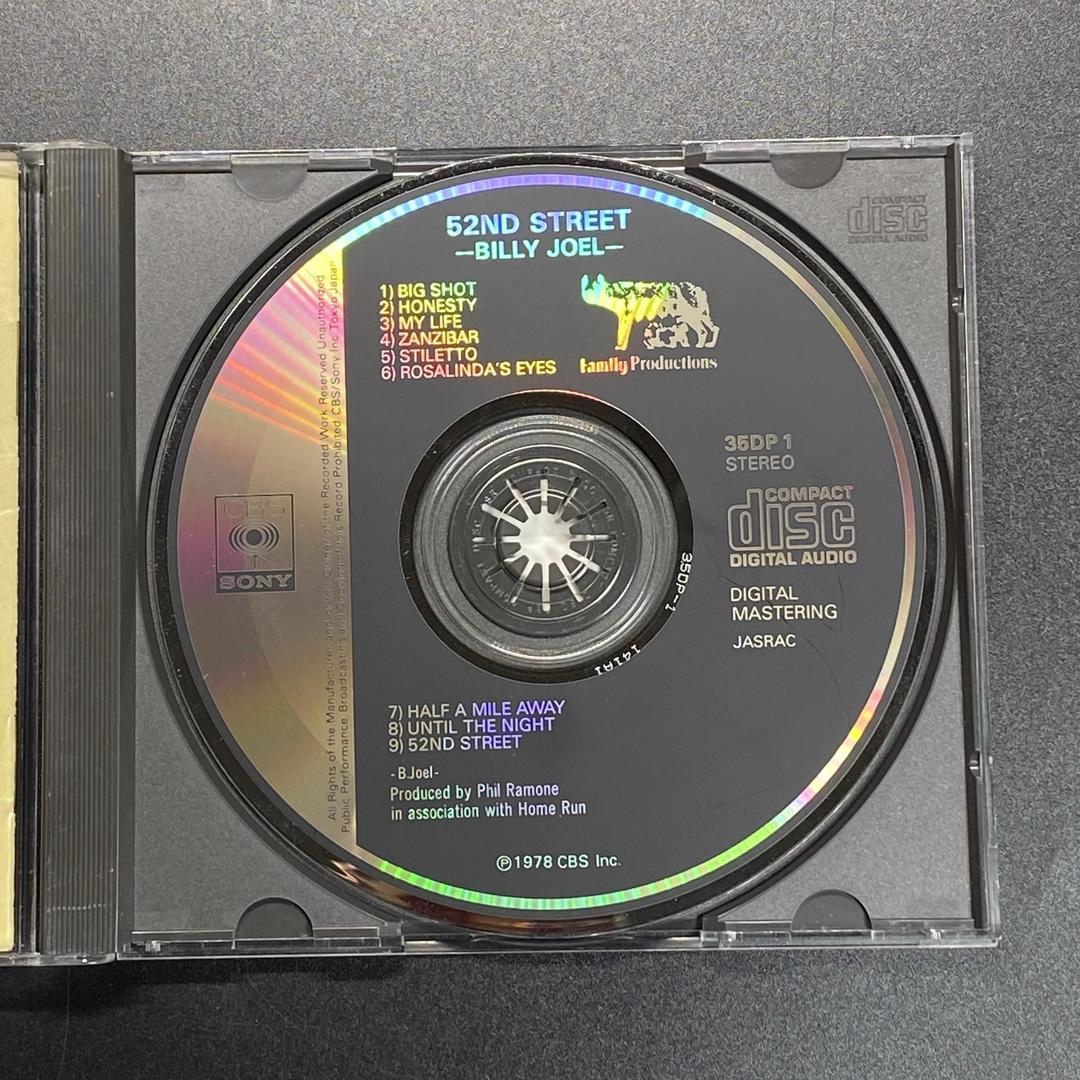 COMPACT
disc
DIGITAL AUDIO
52ND STREET
—BILLY JOEL—
1) BIG SHOT
2) HONESTY
3) MY LIFE
4) ZANZIBAR
5) STILETTO
6) ROSALINDA'S EYES
Family Productions
35DP 1
STEREO
COMPACT
disc
DIGITAL AUDIO
DIGITAL
MASTERING
JASRAC
CBS
SONY
All Rights of the Manufacturer and of the Owner of the Recorded Work Reserved Unauthorized
Public Performance Broadcasting and Copying of this Record Prohibited CBS/Sony Inc. Tokyo Japan
35DP-1
141A1
7) HALF A MILE AWAY
8) UNTIL THE NIGHT
9) 52ND STREET
-B.Joel-
Produced by Phil Ramone
in association with Home Run
Ⓟ1978 CBS Inc.